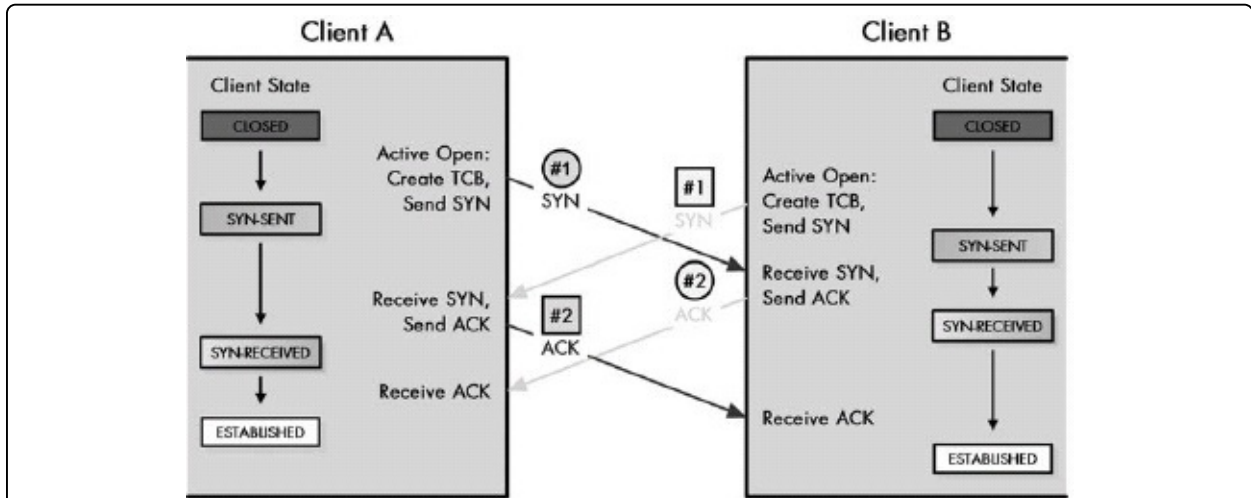 Client A
Client B
Client State
CLOSED
SYN-SENT
SYN-RECEIVED
ESTABLISHED
Active Open:
Create TCB,
Send SYN
Receive SYN,
Send ACK
Receive ACK
#1
SYN
#2
ACK
#1
SYN
#2
ACK
Active Open:
Create TCB,
Send SYN
Receive SYN,
Send ACK
Receive ACK
Client State
CLOSED
SYN-SENT
SYN-RECEIVED
ESTABLISHED